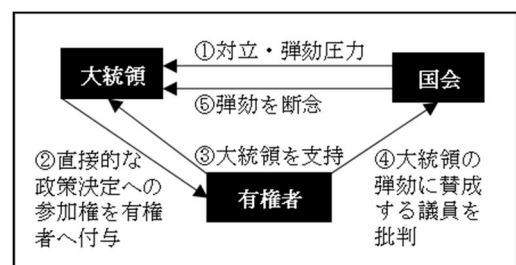 ①対立・弾劾圧力
大統領
国会
⑤弾劾を断念
②直接的な
政策決定への
参加権を有権
者へ付与
③大統領を支持
④大統領の
弾劾に賛成
する議員を
批判
有権者